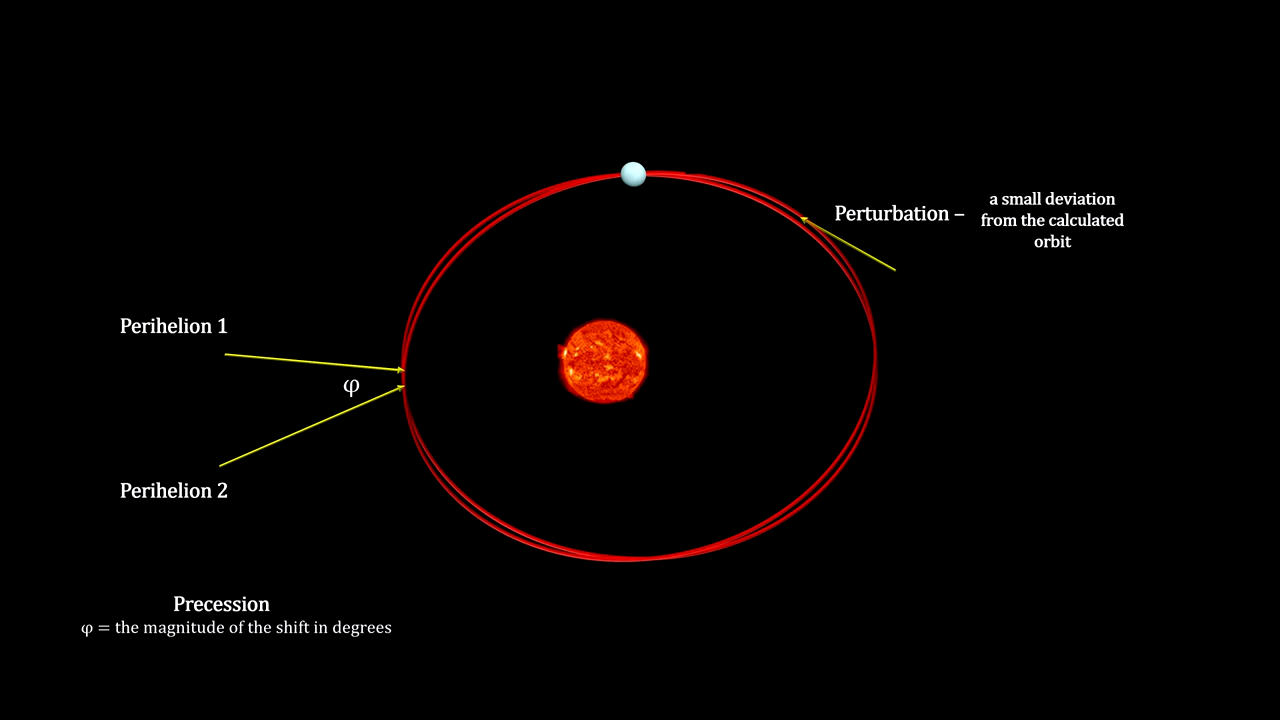 Perturbation –
a small deviation
from the calculated
orbit
Perihelion 1
φ
Perihelion 2
Precession
φ = the magnitude of the shift in degrees